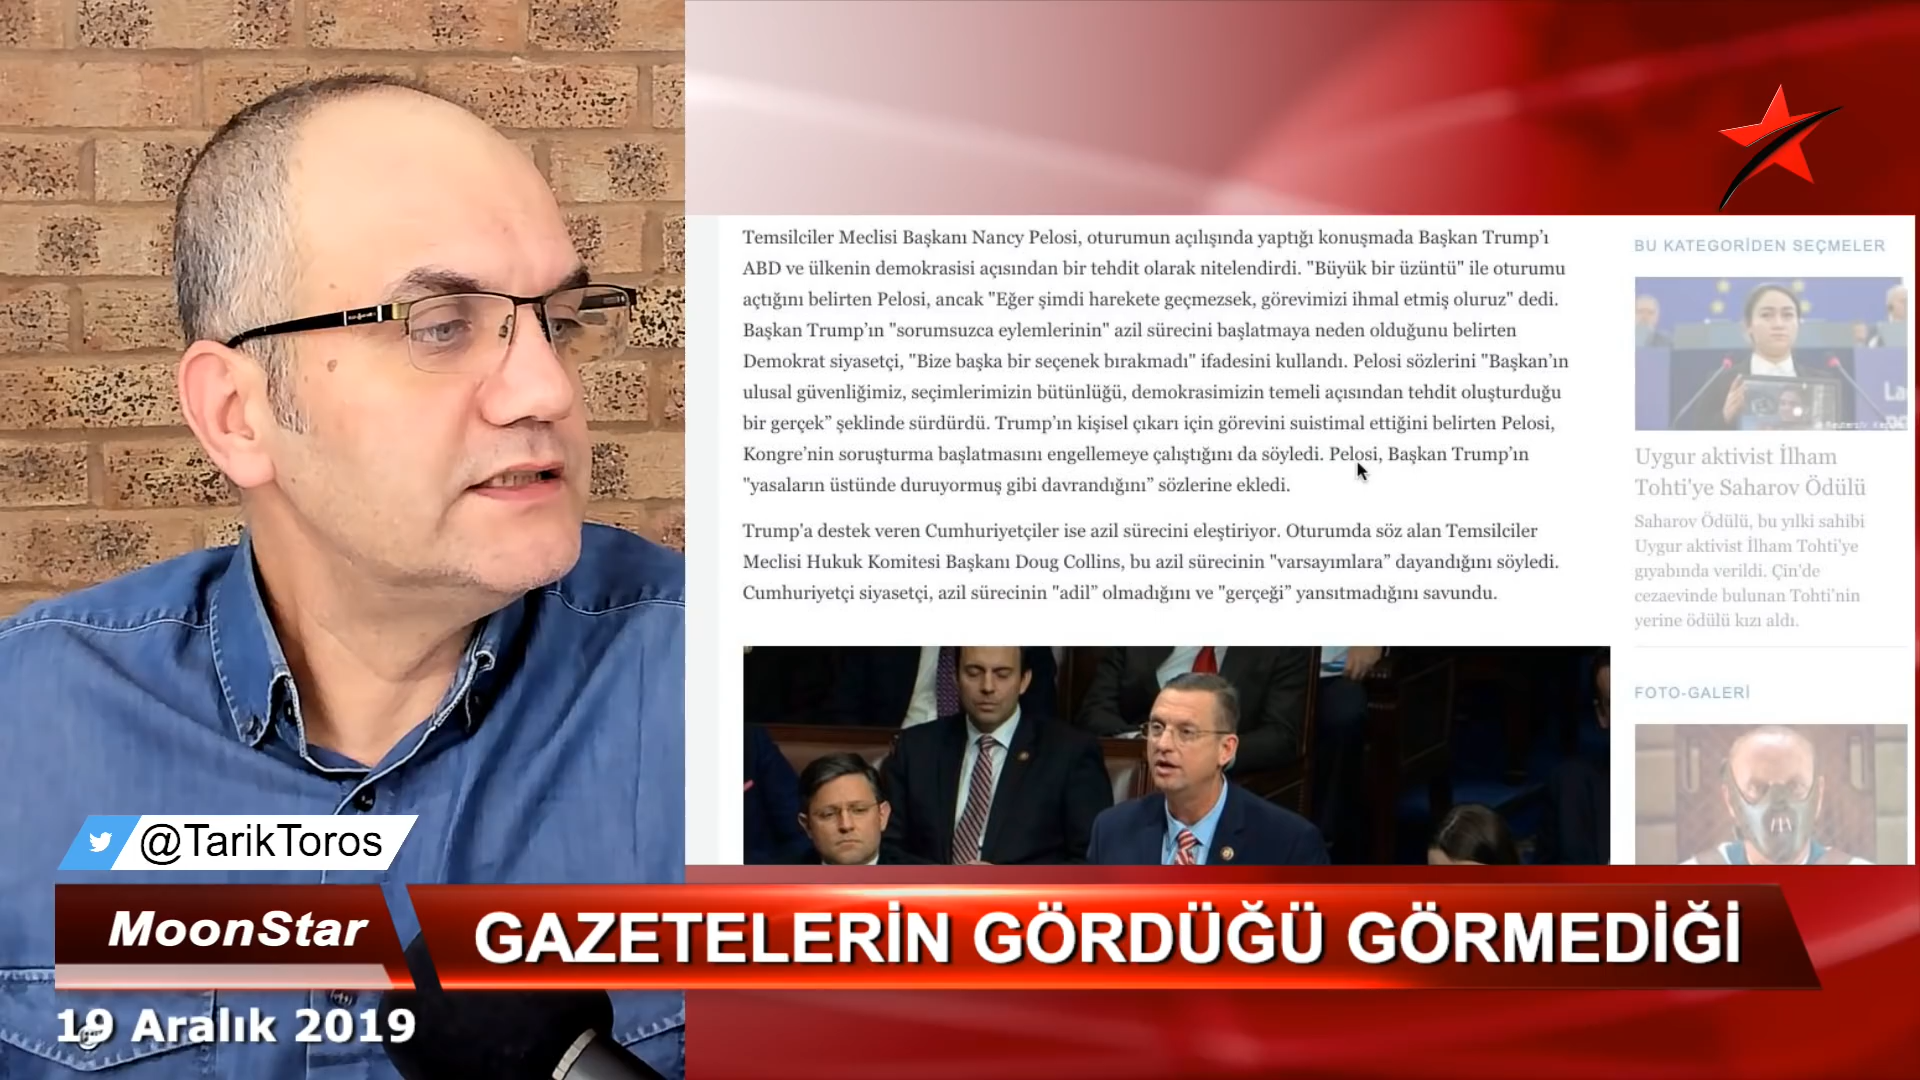 Temsilciler Meclisi Başkanı Nancy Pelosi, oturumun açılışında yaptığı konuşmada Başkan Trump’ı
ABD ve ülkenin demokrasisi açısından bir tehdit olarak nitelendirdi. "Büyük bir üzüntü" ile oturumu
açtığını belirten Pelosi, ancak "Eğer şimdi harekete geçmezsek, görevimizi ihmal etmiş oluruz" dedi.
Başkan Trump’ın "sorumsuzca eylemlerinin" azil sürecini başlatmaya neden olduğunu belirten
Demokrat siyasetçi, "Bize başka bir seçenek bırakmadı" ifadesini kullandı. Pelosi sözlerini "Başkan’ın
ulusal güvenliğimiz, seçimlerimizin bütünlüğü, demokrasimizin temeli açısından tehdit oluşturduğu
bir gerçek” şeklinde sürdürdü. Trump’ın kişisel çıkarı için görevini suistimal ettiğini belirten Pelosi,
Kongre’nin soruşturma başlatmasını engellemeye çalıştığını da söyledi. Pelosi, Başkan Trump’ın
"yasaların üstünde duruyormuş gibi davrandığını” sözlerine ekledi.
Trump’a destek veren Cumhuriyetçiler ise azil sürecini eleştiriyor. Oturumda söz alan Temsilciler
Meclisi Hukuk Komitesi Başkanı Doug Collins, bu azil sürecinin "varsayımlara” dayandığını söyledi.
Cumhuriyetçi siyasetçi, azil sürecinin "adil” olmadığını ve "gerçeği” yansıtmadığını savundu.
BU KATEGORİDEN SEÇMELER
Uygur aktivist İlham
Tohti'ye Saharov Ödülü
Saharov Ödülü, bu yılki sahibi
Uygur aktivist İlham Tohti'ye
gıyabında verildi. Çin'de
cezaevinde bulunan Tohti'nin
yerine ödülü kızı aldı.
FOTO-GALERİ
@TarikToros
MoonStar
GAZETELERİN GÖRDÜĞÜ GÖRMEDİĞİ
19 Aralık 2019